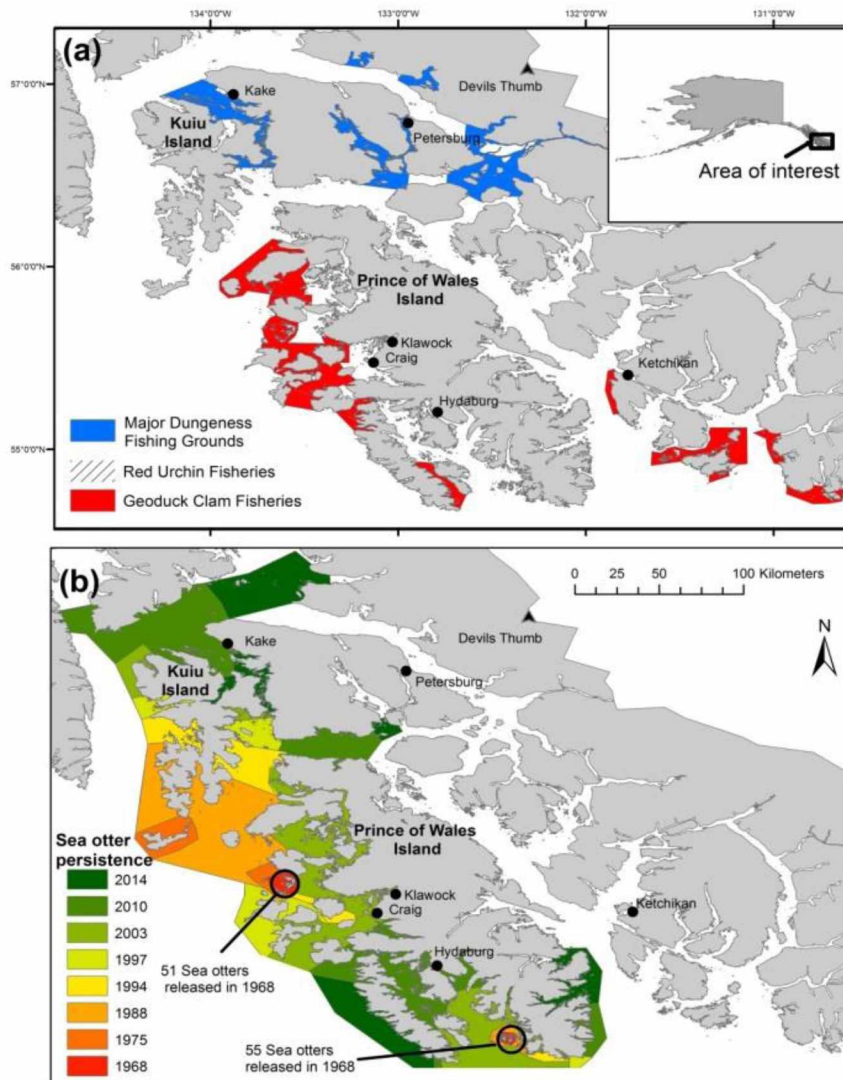 134°0'0"W 133°0'0"W 132°0'0"W 131°0'0"W
(a)
57°0'0"N
56°0'0"N
55°0'0"N
Kake
Kuiu
Island
Petersburg
Devils Thumb
Area of interest
Prince of Wales
Island
Klawock
Craig
Ketchikan
Hydaburg
Major Dungeness
Fishing Grounds
Red Urchin Fisheries
Geoduck Clam Fisheries
(b)
0 25 50 100 Kilometers
N
Kake
Devils Thumb
Kuiu
Island
Petersburg
Prince of Wales
Island
Sea otter
persistence
2014
2010
2003
1997
1994
1988
1975
1968
Klawock
Craig
Ketchikan
Hydaburg
51 Sea otters
released in 1968
55 Sea otters
released in 1968